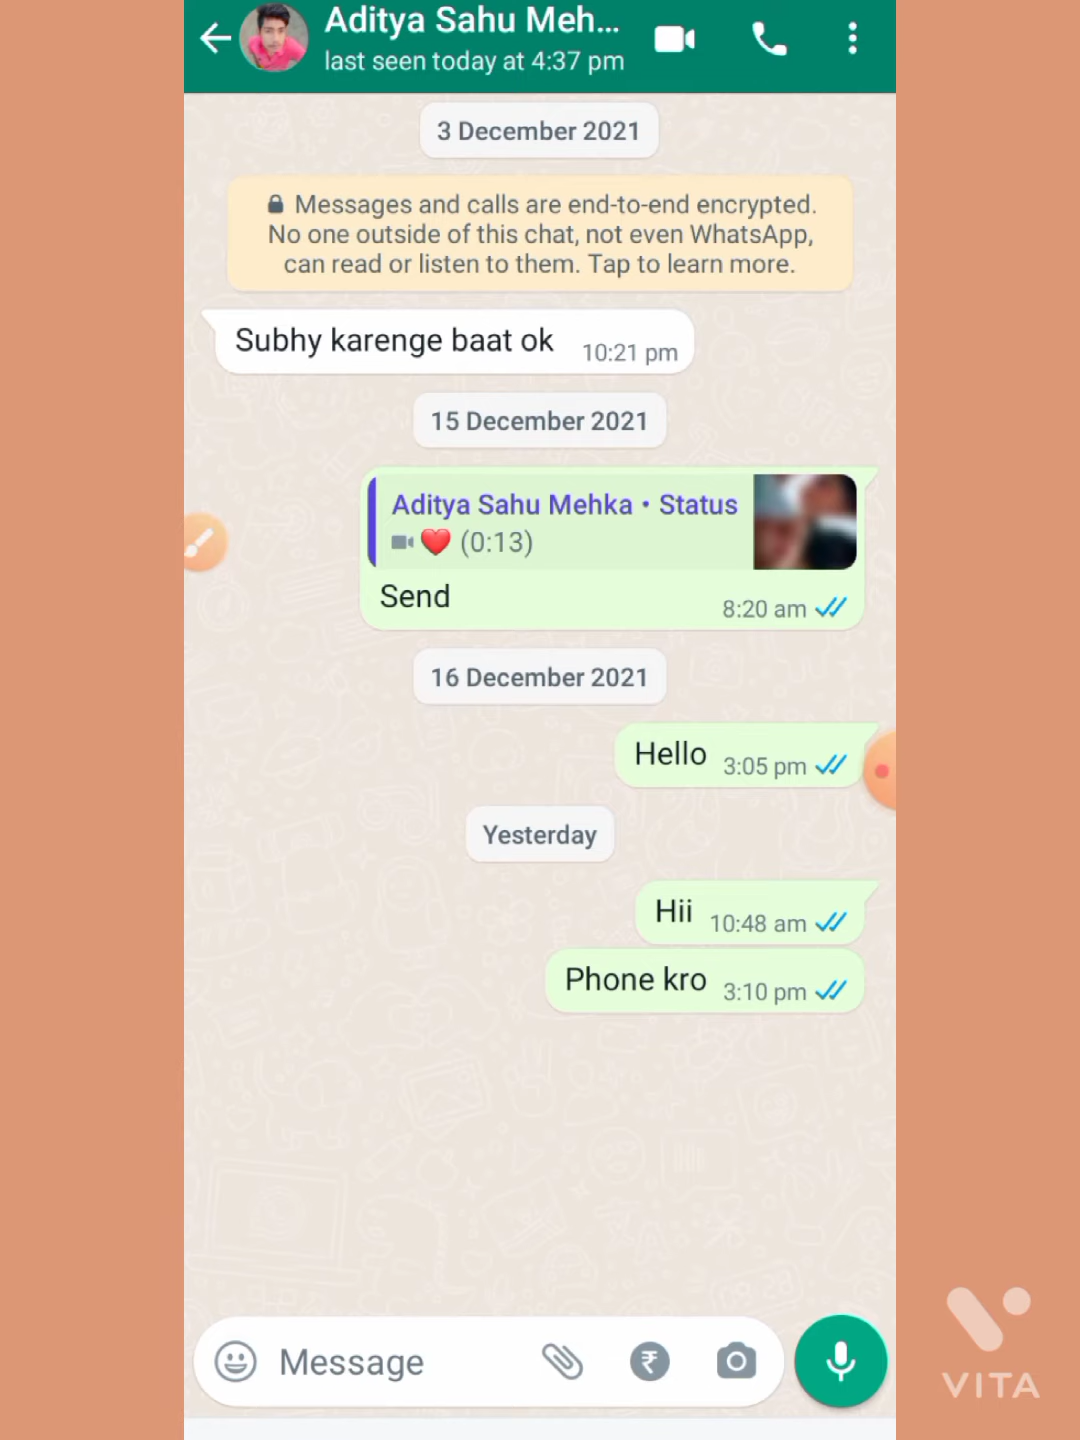 Aditya Sahu Meh...
last seen today at 4:37 pm
3 December 2021
Messages and calls are end-to-end encrypted.
No one outside of this chat, not even WhatsApp,
can read or listen to them. Tap to learn more.
Subhy karenge baat ok 10:21 pm
15 December 2021
Aditya Sahu Mehka • Status
❤️ (0:13)
Send 8:20 am
16 December 2021
Hello 3:05 pm
Yesterday
Hii 10:48 am
Phone kro 3:10 pm
Message
₹
VITA